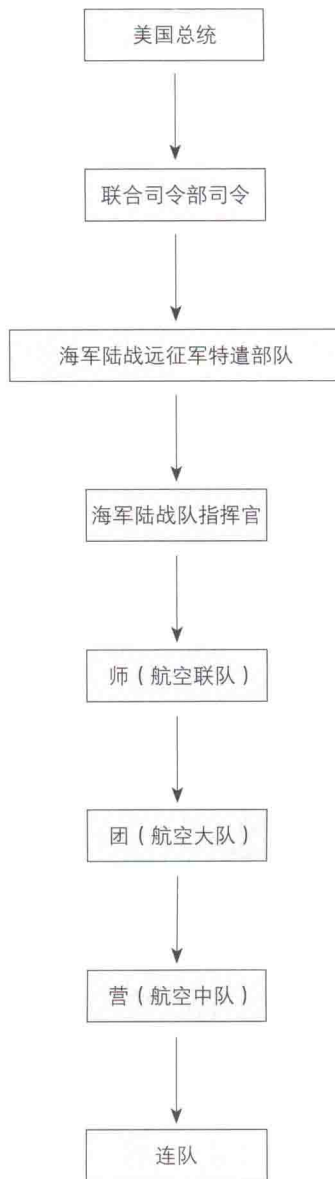 美国总统
联合司令部司令
海军陆战远征军特遣部队
海军陆战队指挥官
师（航空联队）
团（航空大队）
营（航空中队）
连队